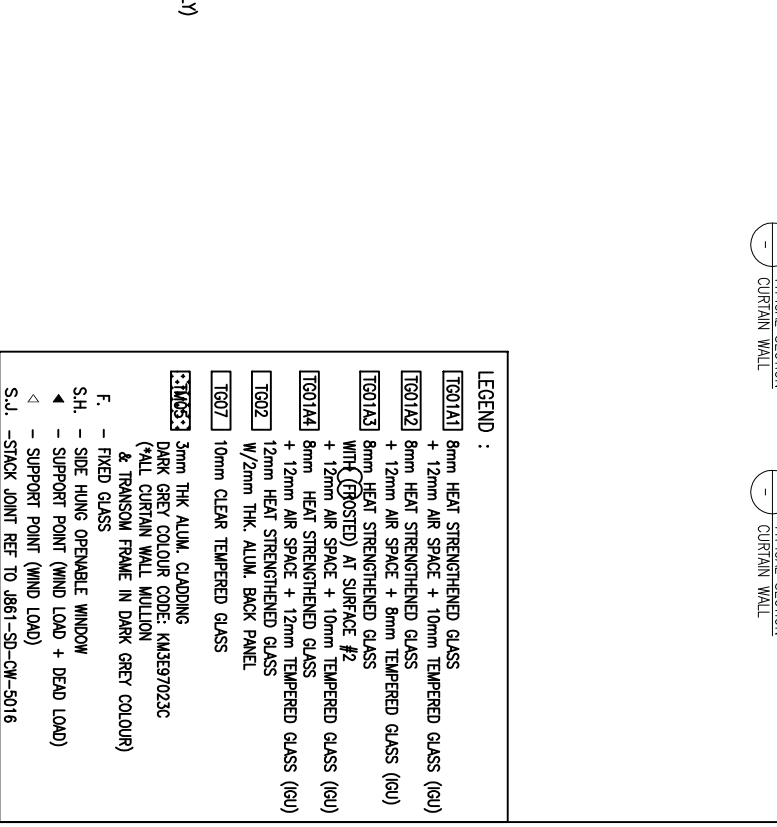 LEGEND :
TG01A1 8mm HEAT STRENGTHENED GLASS
+ 12mm AIR SPACE + 10mm TEMPERED GLASS (IGU)
TG01A2 8mm HEAT STRENGTHENED GLASS
+ 12mm AIR SPACE + 8mm TEMPERED GLASS (IGU)
TG01A3 8mm HEAT STRENGTHENED GLASS
WITH (FROSTED) AT SURFACE #2
+ 12mm AIR SPACE + 10mm TEMPERED GLASS (IGU)
TG01A4 8mm HEAT STRENGTHENED GLASS
+ 12mm AIR SPACE + 12mm TEMPERED GLASS (IGU)
TG02 12mm HEAT STRENGTHENED GLASS
W/2mm THK. ALUM. BACK PANEL
TG07 10mm CLEAR TEMPERED GLASS
TM05 3mm THK ALUM. CLADDING
DARK GREY COLOUR CODE: KM3E97023C
(*ALL CURTAIN WALL MULLION
& TRANSOM FRAME IN DARK GREY COLOUR)
F. - FIXED GLASS
S.H. - SIDE HUNG OPENABLE WINDOW
▲ - SUPPORT POINT (WIND LOAD + DEAD LOAD)
△ - SUPPORT POINT (WIND LOAD)
S.J. -STACK JOINT REF TO J861-SD-CW-5016
- CURTAIN WALL
- CURTAIN WALL